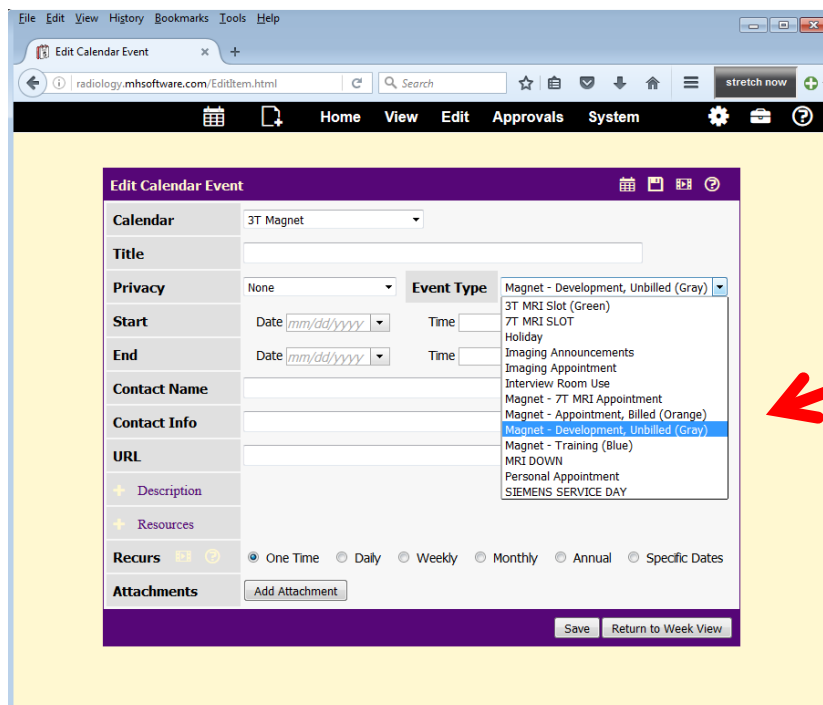 File Edit View History Bookmarks Tools Help
Edit Calendar Event × +
radiology.mhsoftware.com/EditItem.html Search stretch now
Home View Edit Approvals System
Edit Calendar Event
Calendar 3T Magnet
Title
Privacy None Event Type Magnet - Development, Unbilled (Gray)
3T MRI Slot (Green)
7T MRI SLOT
Holiday
Imaging Announcements
Imaging Appointment
Interview Room Use
Magnet - 7T MRI Appointment
Magnet - Appointment, Billed (Orange)
Magnet - Development, Unbilled (Gray)
Magnet - Training (Blue)
MRI DOWN
Personal Appointment
SIEMENS SERVICE DAY
Start Date mm/dd/yyyy Time
End Date mm/dd/yyyy Time
Contact Name
Contact Info
URL
+ Description
+ Resources
Recurs One Time Daily Weekly Monthly Annual Specific Dates
Attachments Add Attachment
Save Return to Week View